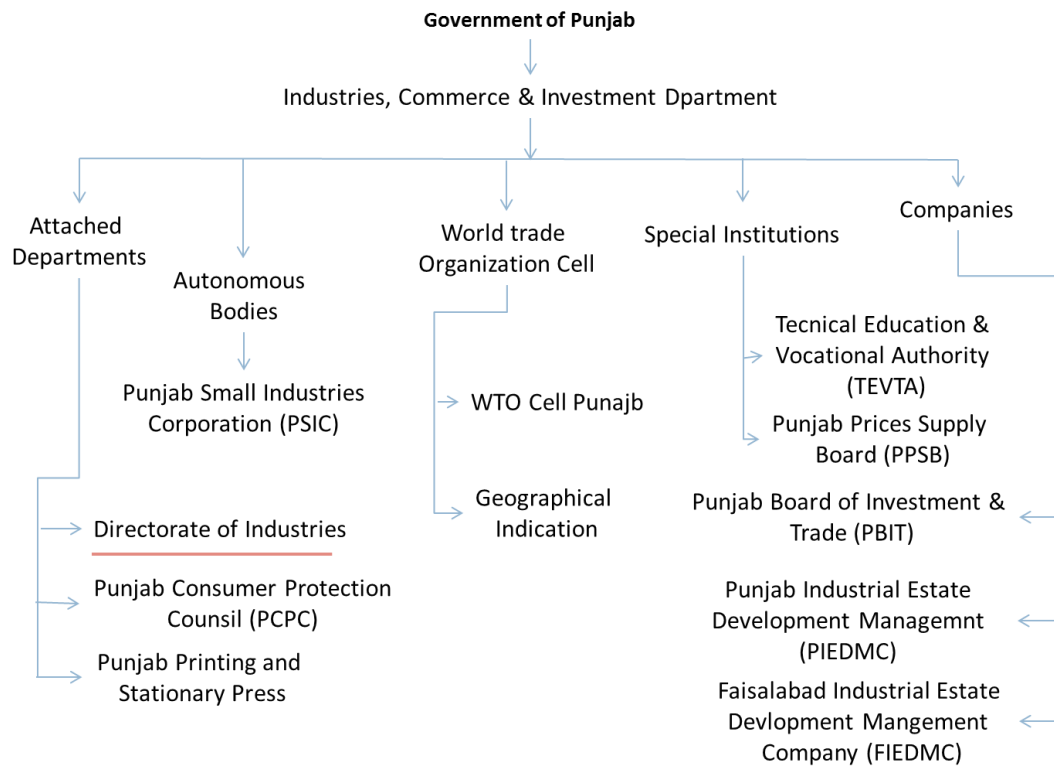 Government of Punjab
Industries, Commerce & Investment Dpartment
Attached
Departments
Autonomous
Bodies
Punjab Small Industries
Corporation (PSIC)
World trade
Organization Cell
Special Institutions
Companies
Directorate of Industries
Punjab Consumer Protection
Counsil (PCPC)
Punjab Printing and
Stationary Press
WTO Cell Punajb
Geographical
Indication
Tecnical Education &
Vocational Authority
(TEVTA)
Punjab Prices Supply
Board (PPSB)
Punjab Board of Investment &
Trade (PBIT)
Punjab Industrial Estate
Development Managemnt
(PIEDMC)
Faisalabad Industrial Estate
Devlopment Mangement
Company (FIEDMC)